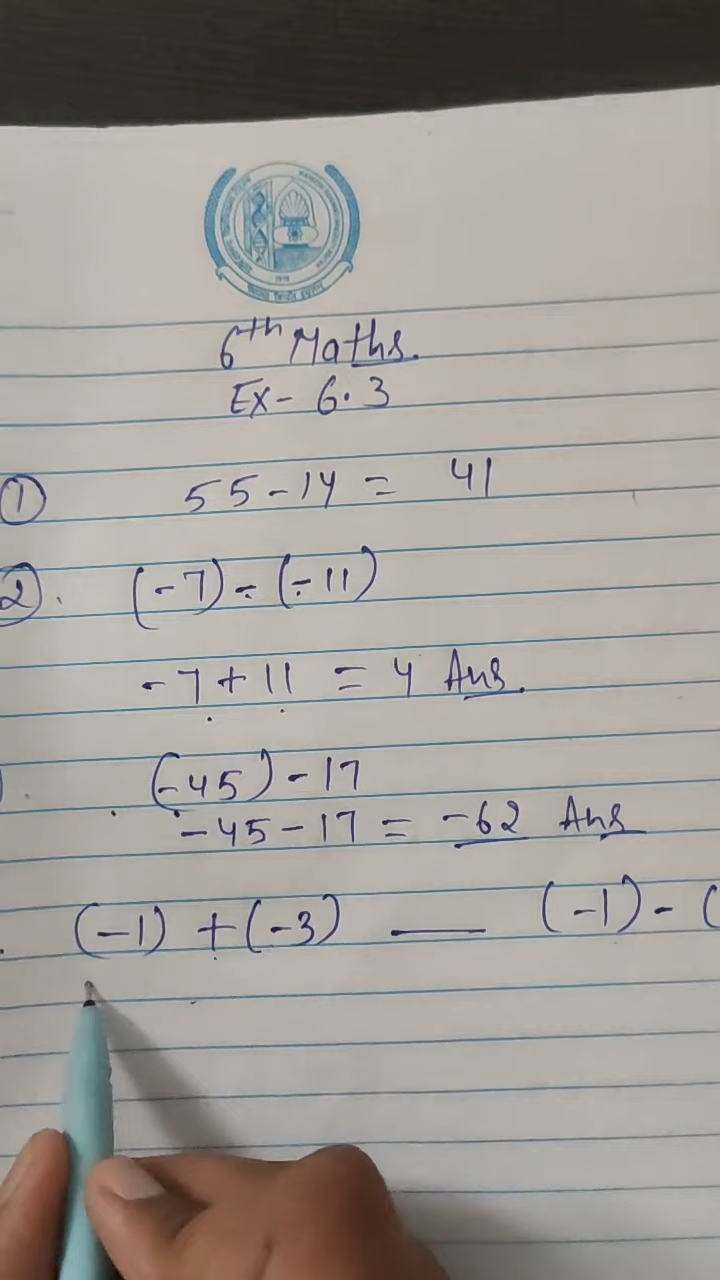 6th Maths.
Ex- 6.3
① 55-14 = 41
②. (-7) - (-11)
-7+11 = 4 Ans.
(-45) - 17
-45-17 = -62 Ans
(-1) + (-3) — (-1) - (